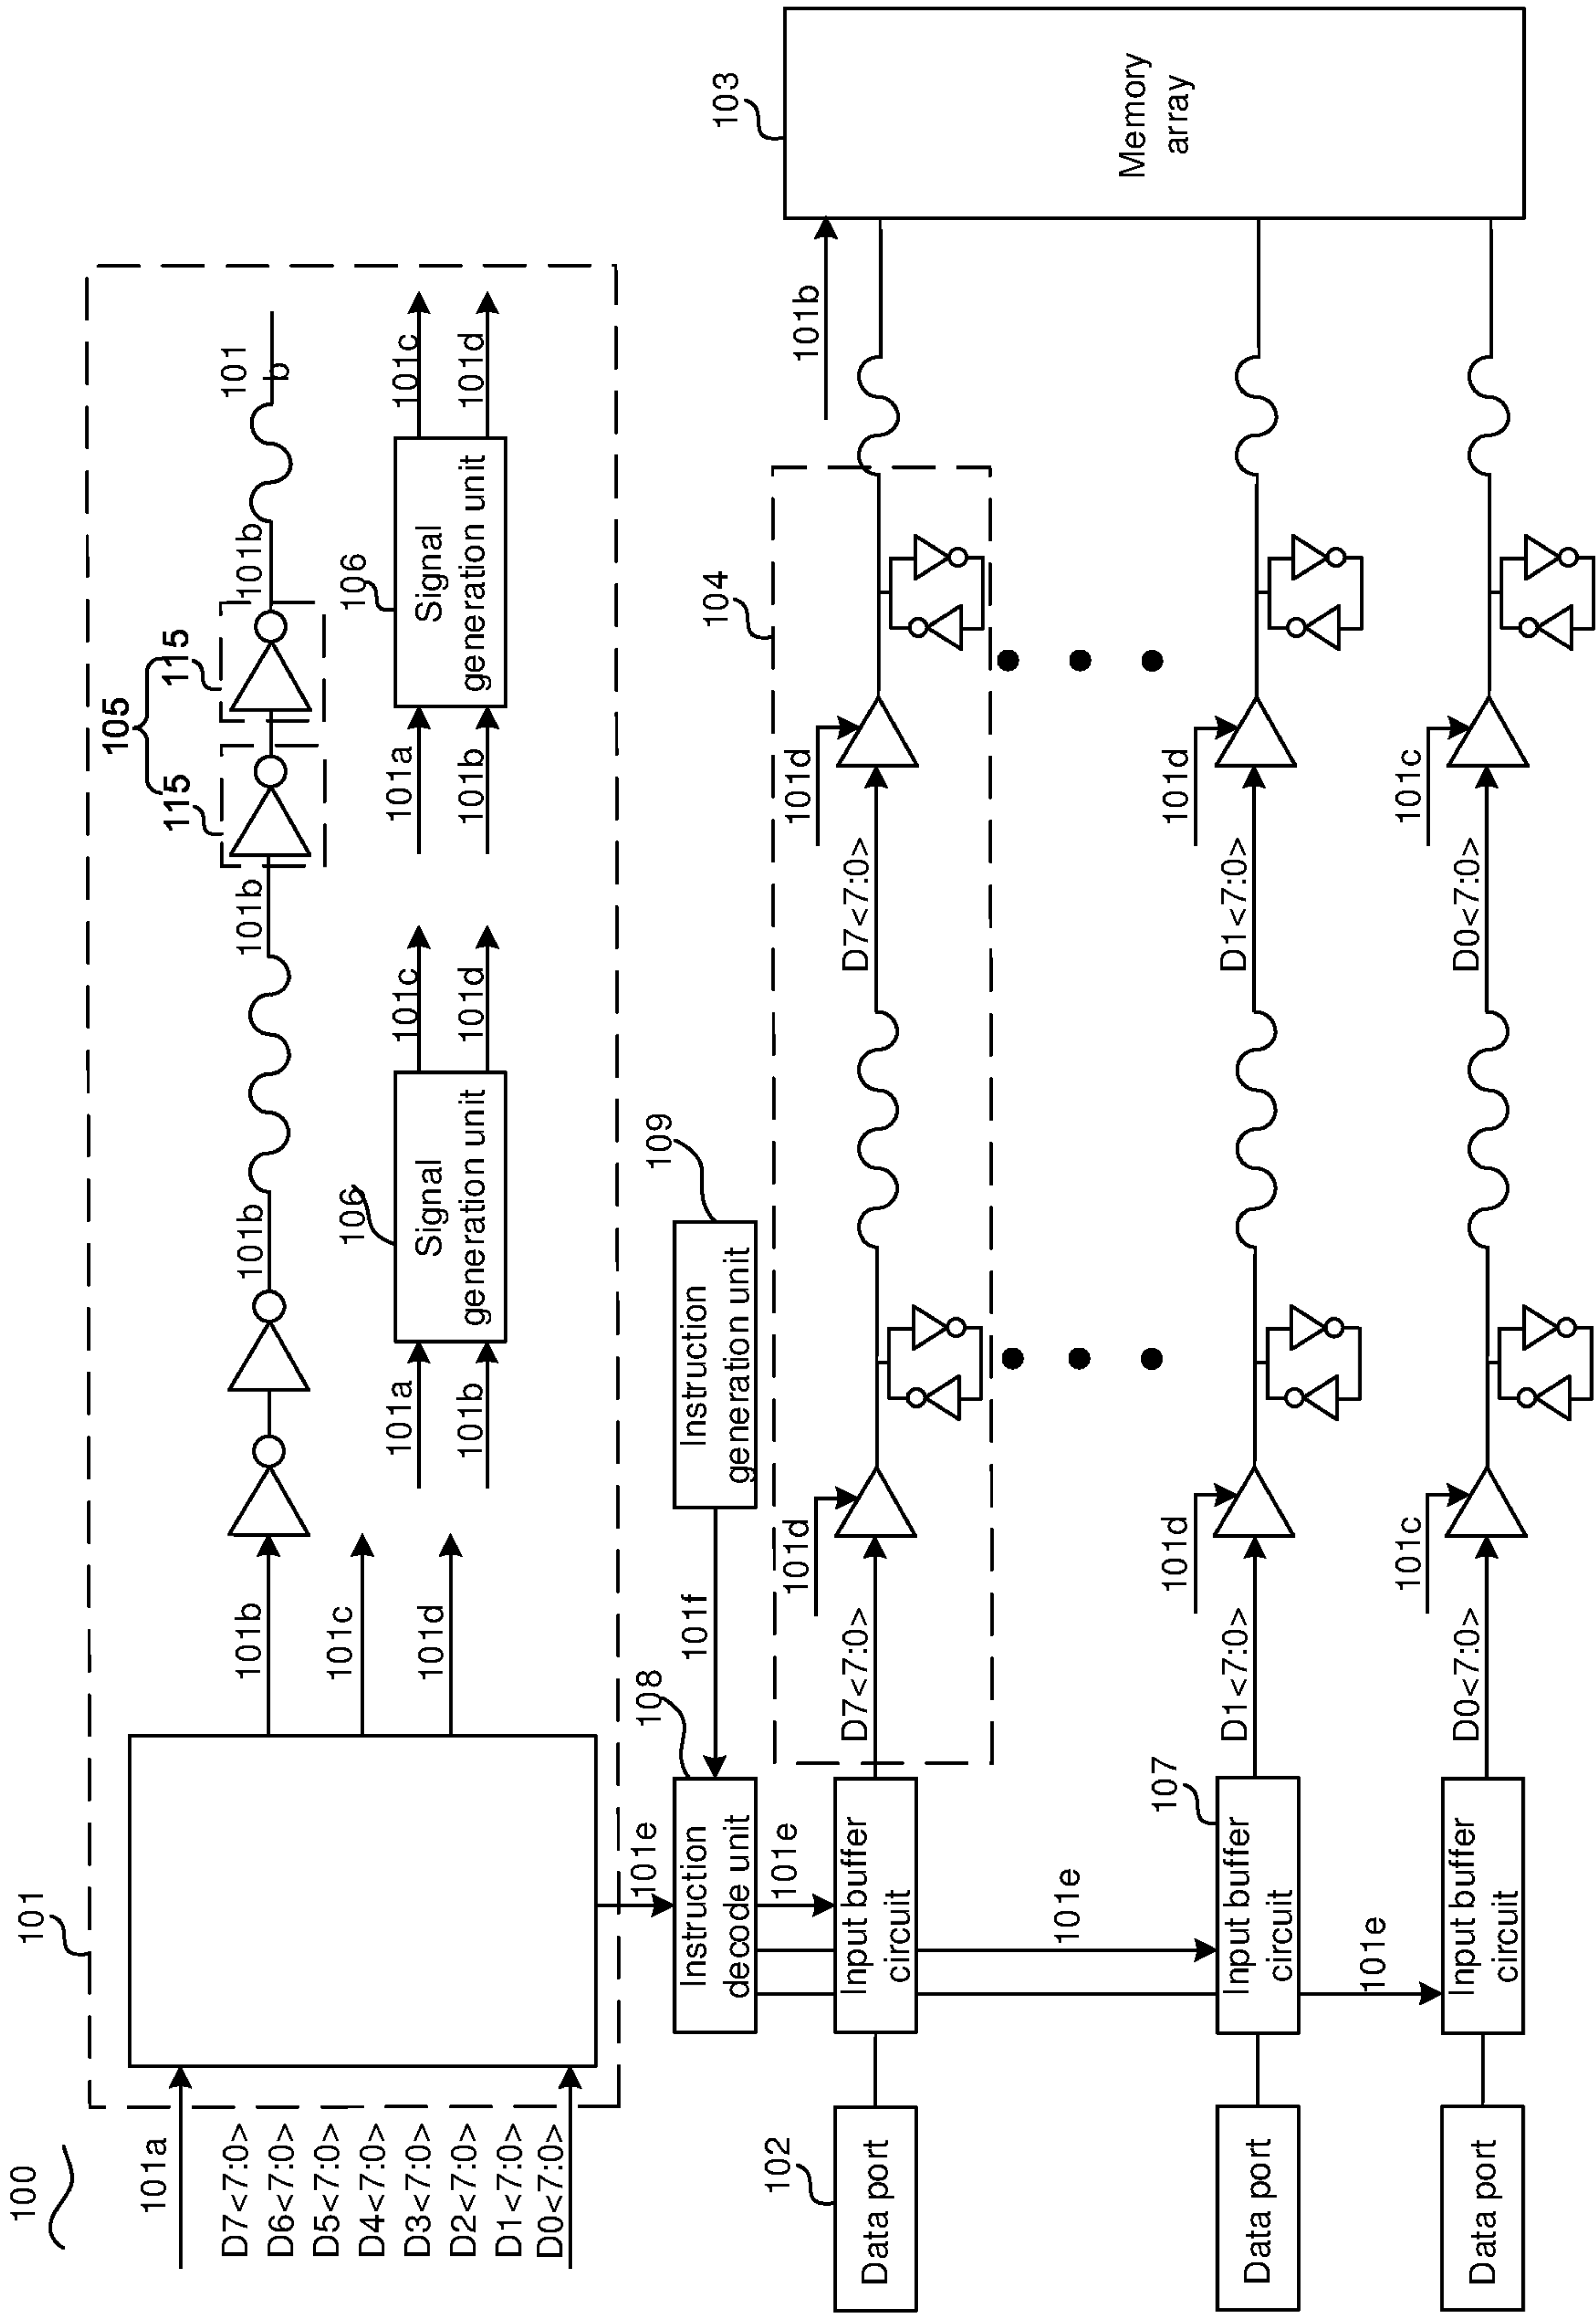 100
101
101a
D7<7:0>
D6<7:0>
D5<7:0>
D4<7:0>
D3<7:0>
D2<7:0>
D1<7:0>
D0<7:0>
101b
101c
101d
101b
101b
105
115
115
101b
101
b
101a
101b
106
Signal
generation unit
101c
101d
101a
101b
106
Signal
generation unit
101c
101d
101e
108
Instruction
decode unit
101f
109
Instruction
generation unit
101e
101e
101e
102
Data port
Input buffer
circuit
D7<7:0>
101d
D7<7:0>
101d
104
101b
103
Memory
array
Data port
107
Input buffer
circuit
D1<7:0>
101d
D1<7:0>
101d
Data port
Input buffer
circuit
D0<7:0>
101c
D0<7:0>
101c